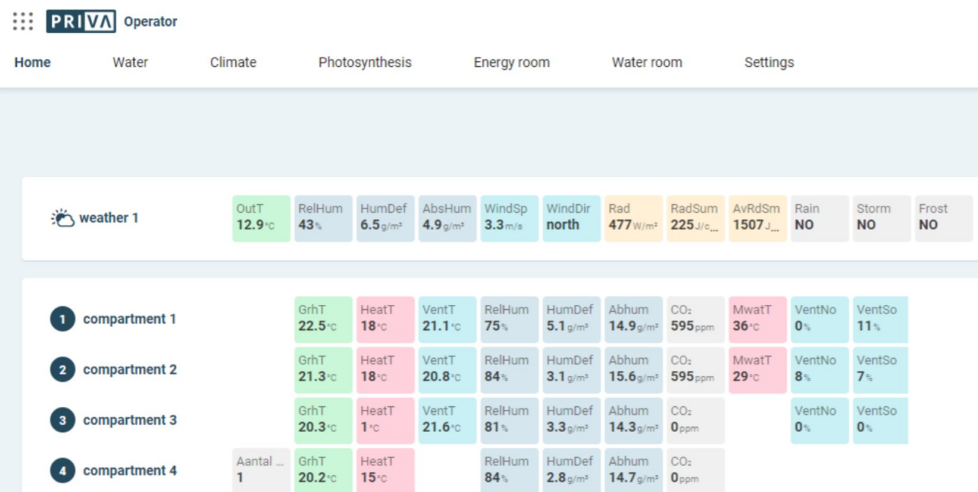 PRIVA Operator
Home Water Climate Photosynthesis Energy room Water room Settings
weather 1
OutT RelHum HumDef AbsHum WindSp WindDir Rad RadSum AvRdSm Rain Storm Frost
12.9°C 43% 6.5g/m³ 4.9g/m³ 3.3m/s north 477W/m² 225J/c... 1507J... NO NO NO
1 compartment 1
GrhT HeatT VentT RelHum HumDef Abhum CO₂ MwatT VentNo VentSo
22.5°C 18°C 21.1°C 75% 5.1g/m³ 14.9g/m³ 595ppm 36°C 0% 11%
2 compartment 2
GrhT HeatT VentT RelHum HumDef Abhum CO₂ MwatT VentNo VentSo
21.3°C 18°C 20.8°C 84% 3.1g/m³ 15.6g/m³ 595ppm 29°C 8% 7%
3 compartment 3
GrhT HeatT VentT RelHum HumDef Abhum CO₂ VentNo VentSo
20.3°C 1°C 21.6°C 81% 3.3g/m³ 14.3g/m³ 0ppm 0% 0%
4 compartment 4
Aantal ... GrhT HeatT RelHum HumDef Abhum CO₂
1 20.2°C 15°C 84% 2.8g/m³ 14.7g/m³ 0ppm